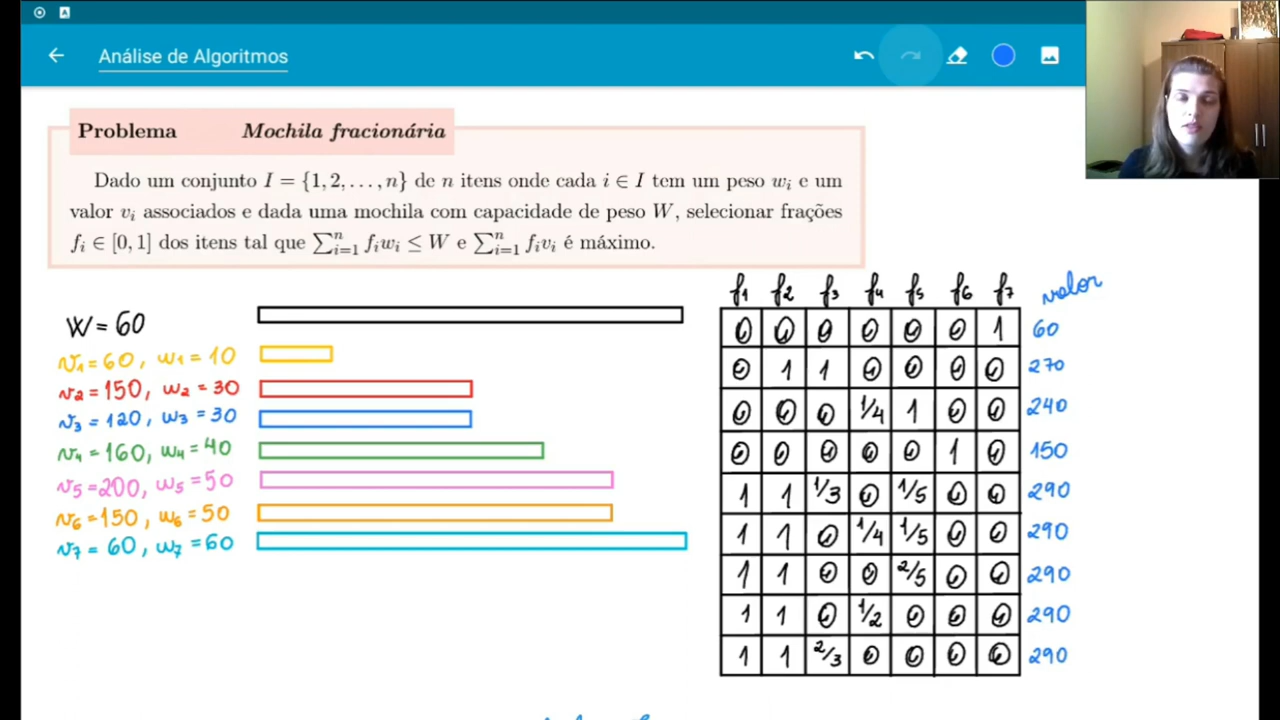 A
Análise de Algoritmos
Problema Mochila fracionária
Dado um conjunto I = {1, 2, . . . , n} de n itens onde cada i ∈ I tem um peso wᵢ e um
valor vᵢ associados e dada uma mochila com capacidade de peso W, selecionar frações
fᵢ ∈ [0, 1] dos itens tal que ∑ⁿᵢ₌₁ fᵢwᵢ ≤ W e ∑ⁿᵢ₌₁ fᵢvᵢ é máximo.
W = 60
v₁ = 60, w₁ = 10
v₂ = 150, w₂ = 30
v₃ = 120, w₃ = 30
v₄ = 160, w₄ = 40
v₅ = 200, w₅ = 50
v₆ = 150, w₆ = 50
v₇ = 60, w₇ = 60
f₁ f₂ f₃ f₄ f₅ f₆ f₇ valor
0 0 0 0 0 0 1 60
0 1 1 0 0 0 0 270
0 0 0 1/4 1 0 0 240
0 0 0 0 0 1 0 150
1 1 1/3 0 1/5 0 0 290
1 1 0 1/4 1/5 0 0 290
1 1 0 0 2/5 0 0 290
1 1 0 1/2 0 0 0 290
1 1 2/3 0 0 0 0 290